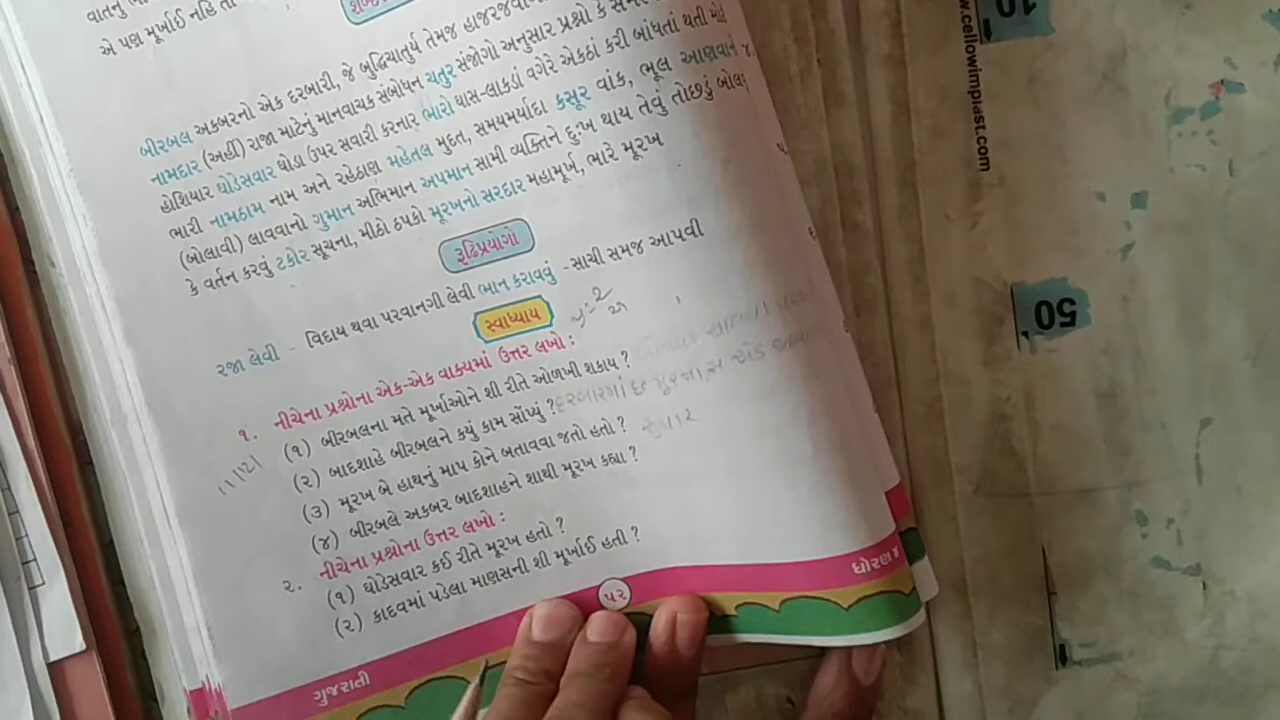 વાતનું
એ પણ મૂર્ખાઈ નહિ તો
બીરબલ અકબરનો એક દરબારી, જે બુદ્ધિચાતુર્ય તેમજ હાજરજવા
નામદાર (અહીં) રાજા માટેનું માનવાચક સંબોધન ચતુર સંજોગો અનુસાર પ્રશ્નો કે
હોશિયાર ઘોડેસવાર ઘોડા ઉપર સવારી કરનાર ભારો ઘાસ-લાકડાં વગેરે એકઠાં કરી બાંધતાં થતી
ભારી નામઠામ નામ અને રહેઠાણ મહેતલ મુદત, સમયમર્યાદા કસૂર વાંક, ભૂલ આણવાને
(બોલાવી) લાવવાનો ગુમાન અભિમાન અપમાન સામી વ્યક્તિને દુઃખ થાય તેવું તોછડું બોલ
કે વર્તન કરવું ટકોર સૂચના, મીઠો ઠપકો મૂરખનો સરદાર મહામૂર્ખ, ભારે મૂરખ
રૂઢિપ્રયોગો
રજા લેવી - વિદાય થવા પરવાનગી લેવી ભાન કરાવવું -સાચી સમજ આપવી
સ્વાધ્યાય
૧. નીચેના પ્રશ્નોના એક-એક વાક્યમાં ઉત્તર લખો :
(૧) બીરબલના મતે મૂર્ખાઓને શી રીતે ઓળખી શકાય ?
(૨) બાદશાહે બીરબલને કયું કામ સોંપ્યું ?
(૩) મૂરખ બે હાથનું માપ કોને બતાવવા જતો હતો ?
(૪) બીરબલે અકબર બાદશાહને શાથી મૂરખ કહ્યા ?
૨. નીચેના પ્રશ્નોના ઉત્તર લખો :
(૧) ઘોડેસવાર કઈ રીતે મૂરખ હતો ?
(૨) કાદવમાં પડેલા માણસની શી મૂર્ખાઈ હતી ?
ગુજરાતી
૫૨
ધોરણ ૪
w.cellowimplast.com
50